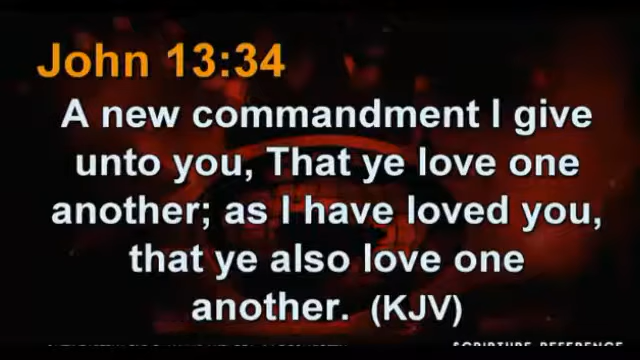 John 13:34
A new commandment I give
unto you, That ye love one
another; as I have loved you,
that ye also love one
another. (KJV)
SCRIPTURE REFERENCE